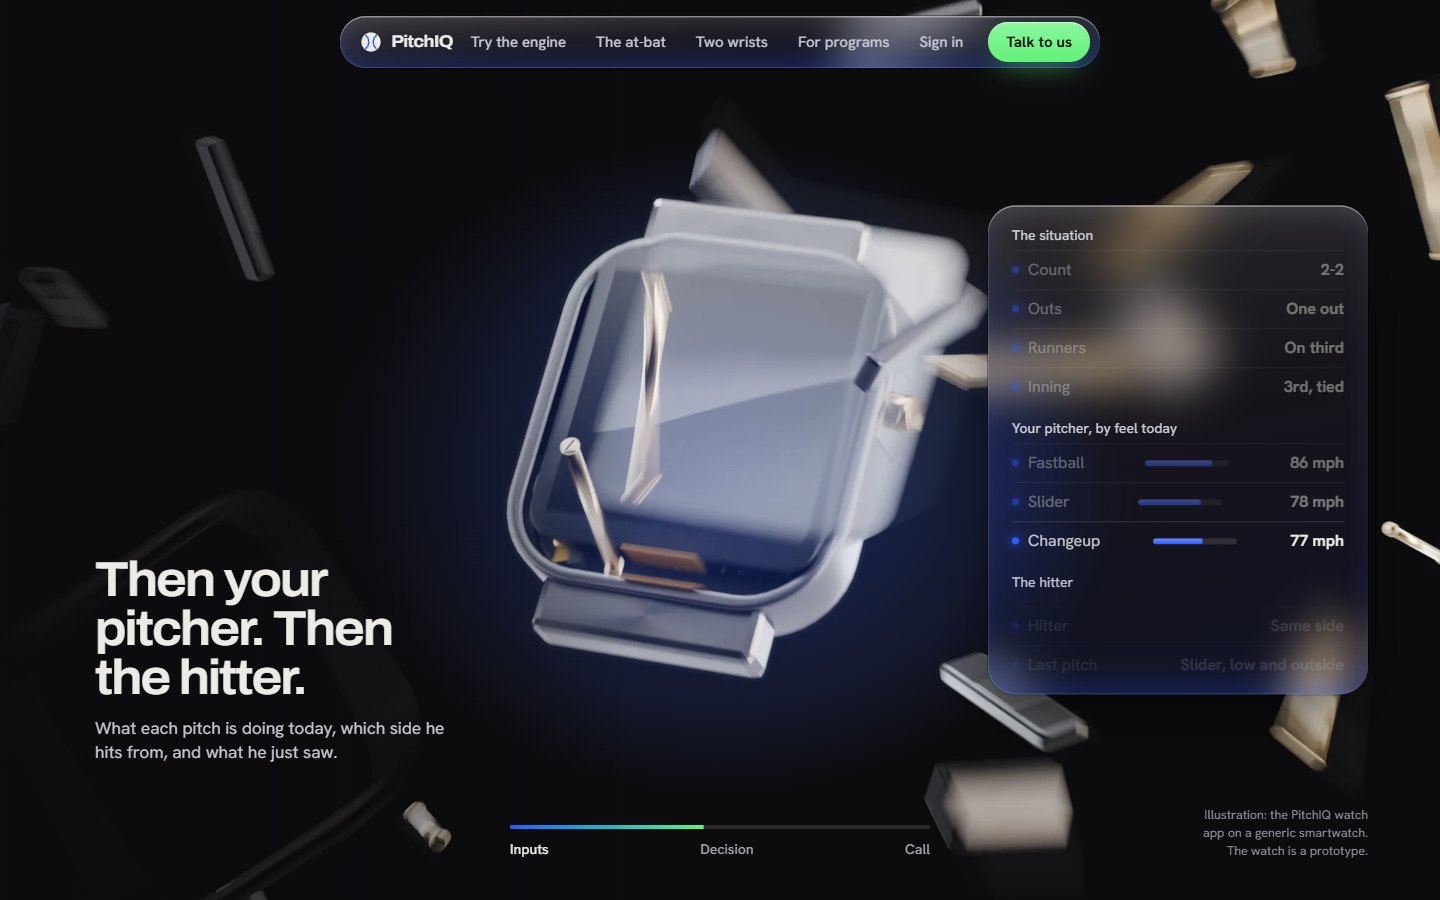 PitchIQ
Try the engine
The at-bat
Two wrists
For programs
Sign in
Talk to us
The situation
Count 2-2
Outs One out
Runners On third
Inning 3rd, tied
Your pitcher, by feel today
Fastball 86 mph
Slider 78 mph
Changeup 77 mph
The hitter
Hitter Same side
Last pitch Slider, low and outside
Then your
pitcher. Then
the hitter.
What each pitch is doing today, which side he
hits from, and what he just saw.
Inputs
Decision
Call
Illustration: the PitchIQ watch
app on a generic smartwatch.
The watch is a prototype.